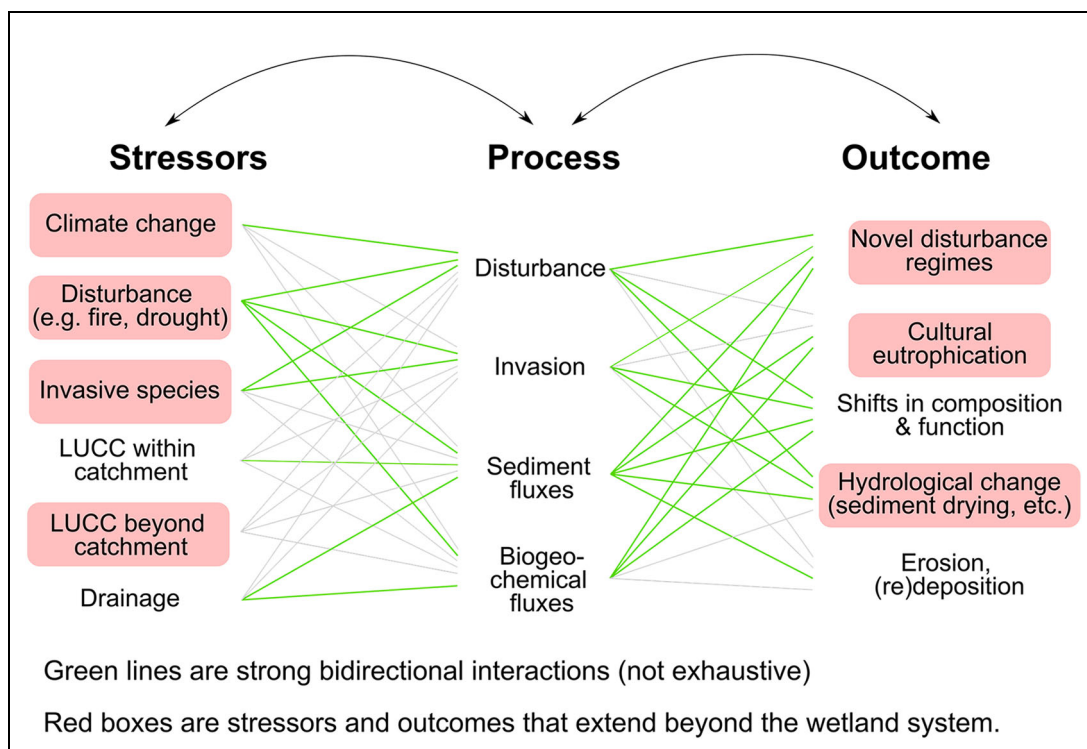 Stressors
Process
Outcome
Climate change
Disturbance
(e.g. fire, drought)
Invasive species
LUCC within
catchment
LUCC beyond
catchment
Drainage
Disturbance
Invasion
Sediment
fluxes
Biogeo-
chemical
fluxes
Novel disturbance
regimes
Cultural
eutrophication
Shifts in composition
& function
Hydrological change
(sediment drying, etc.)
Erosion,
(re)deposition
Green lines are strong bidirectional interactions (not exhaustive)
Red boxes are stressors and outcomes that extend beyond the wetland system.